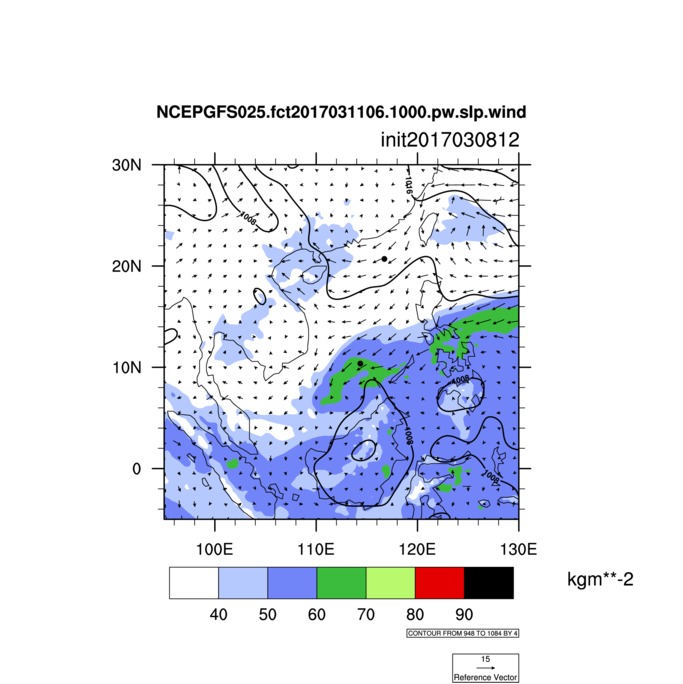 NCEPGFS025.fct2017031106.1000.pw.slp.wind
init2017030812
30N
20N
10N
0
1008
1016
1008
1008
1008
100E
110E
120E
130E
40
50
60
70
80
90
kgm**-2
CONTOUR FROM 948 TO 1084 BY 4
15
Reference Vector